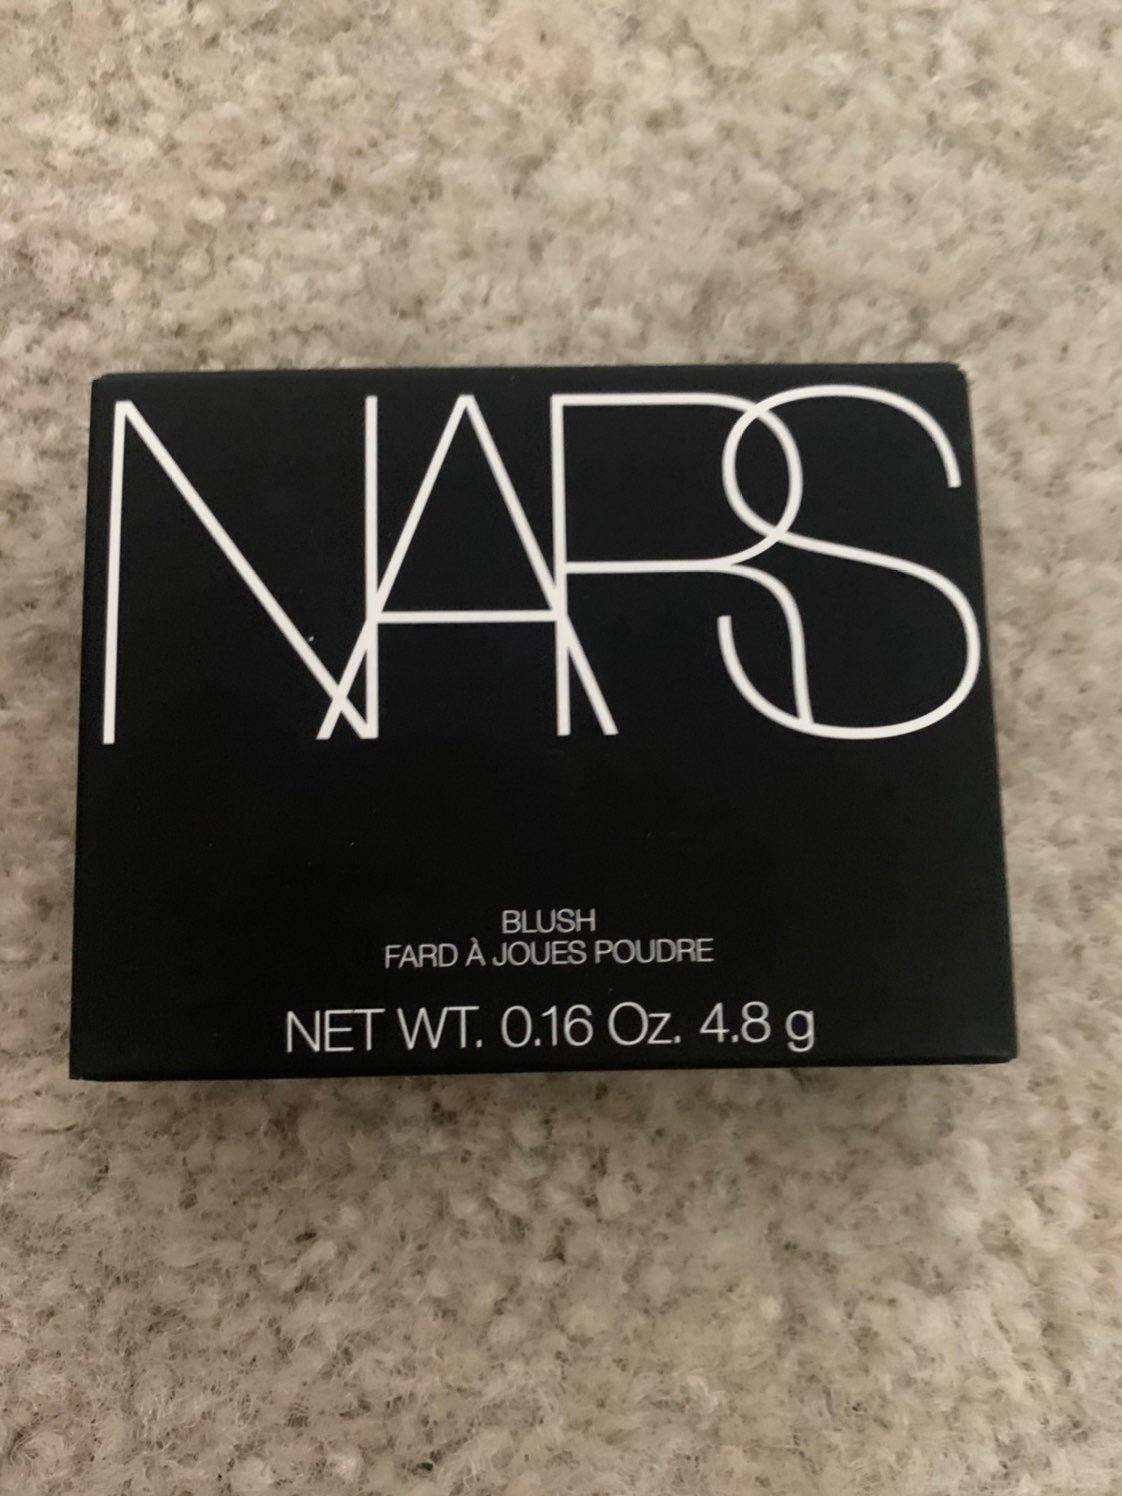 NARS
BLUSH
FARD À JOUES POUDRE
NET WT. 0.16 Oz. 4.8 g